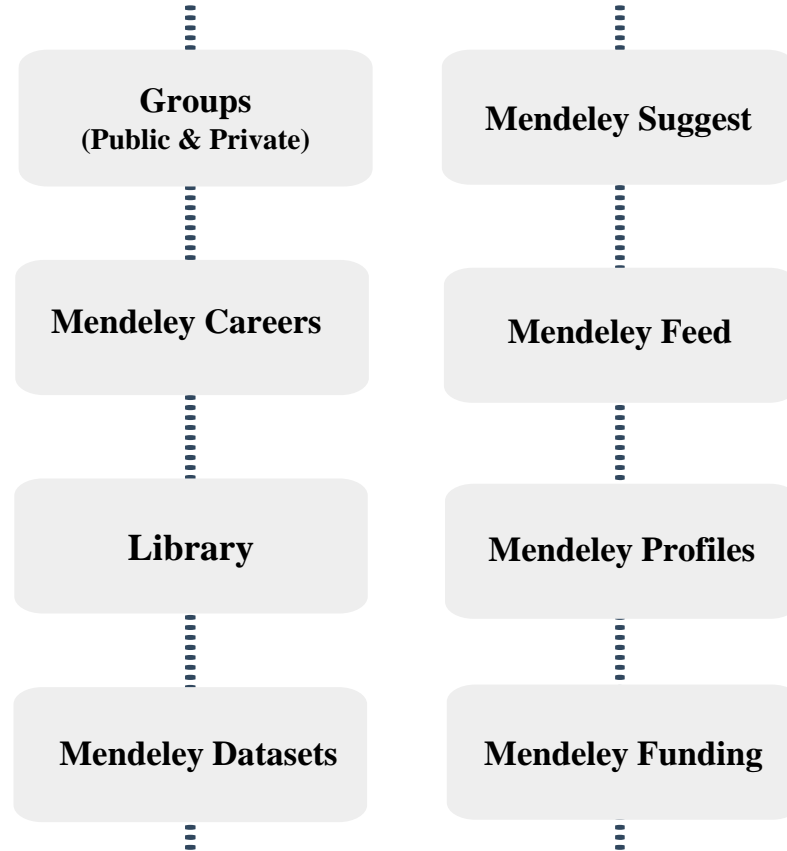 Groups
(Public & Private)
Mendeley Suggest
Mendeley Careers
Mendeley Feed
Library
Mendeley Profiles
Mendeley Datasets
Mendeley Funding